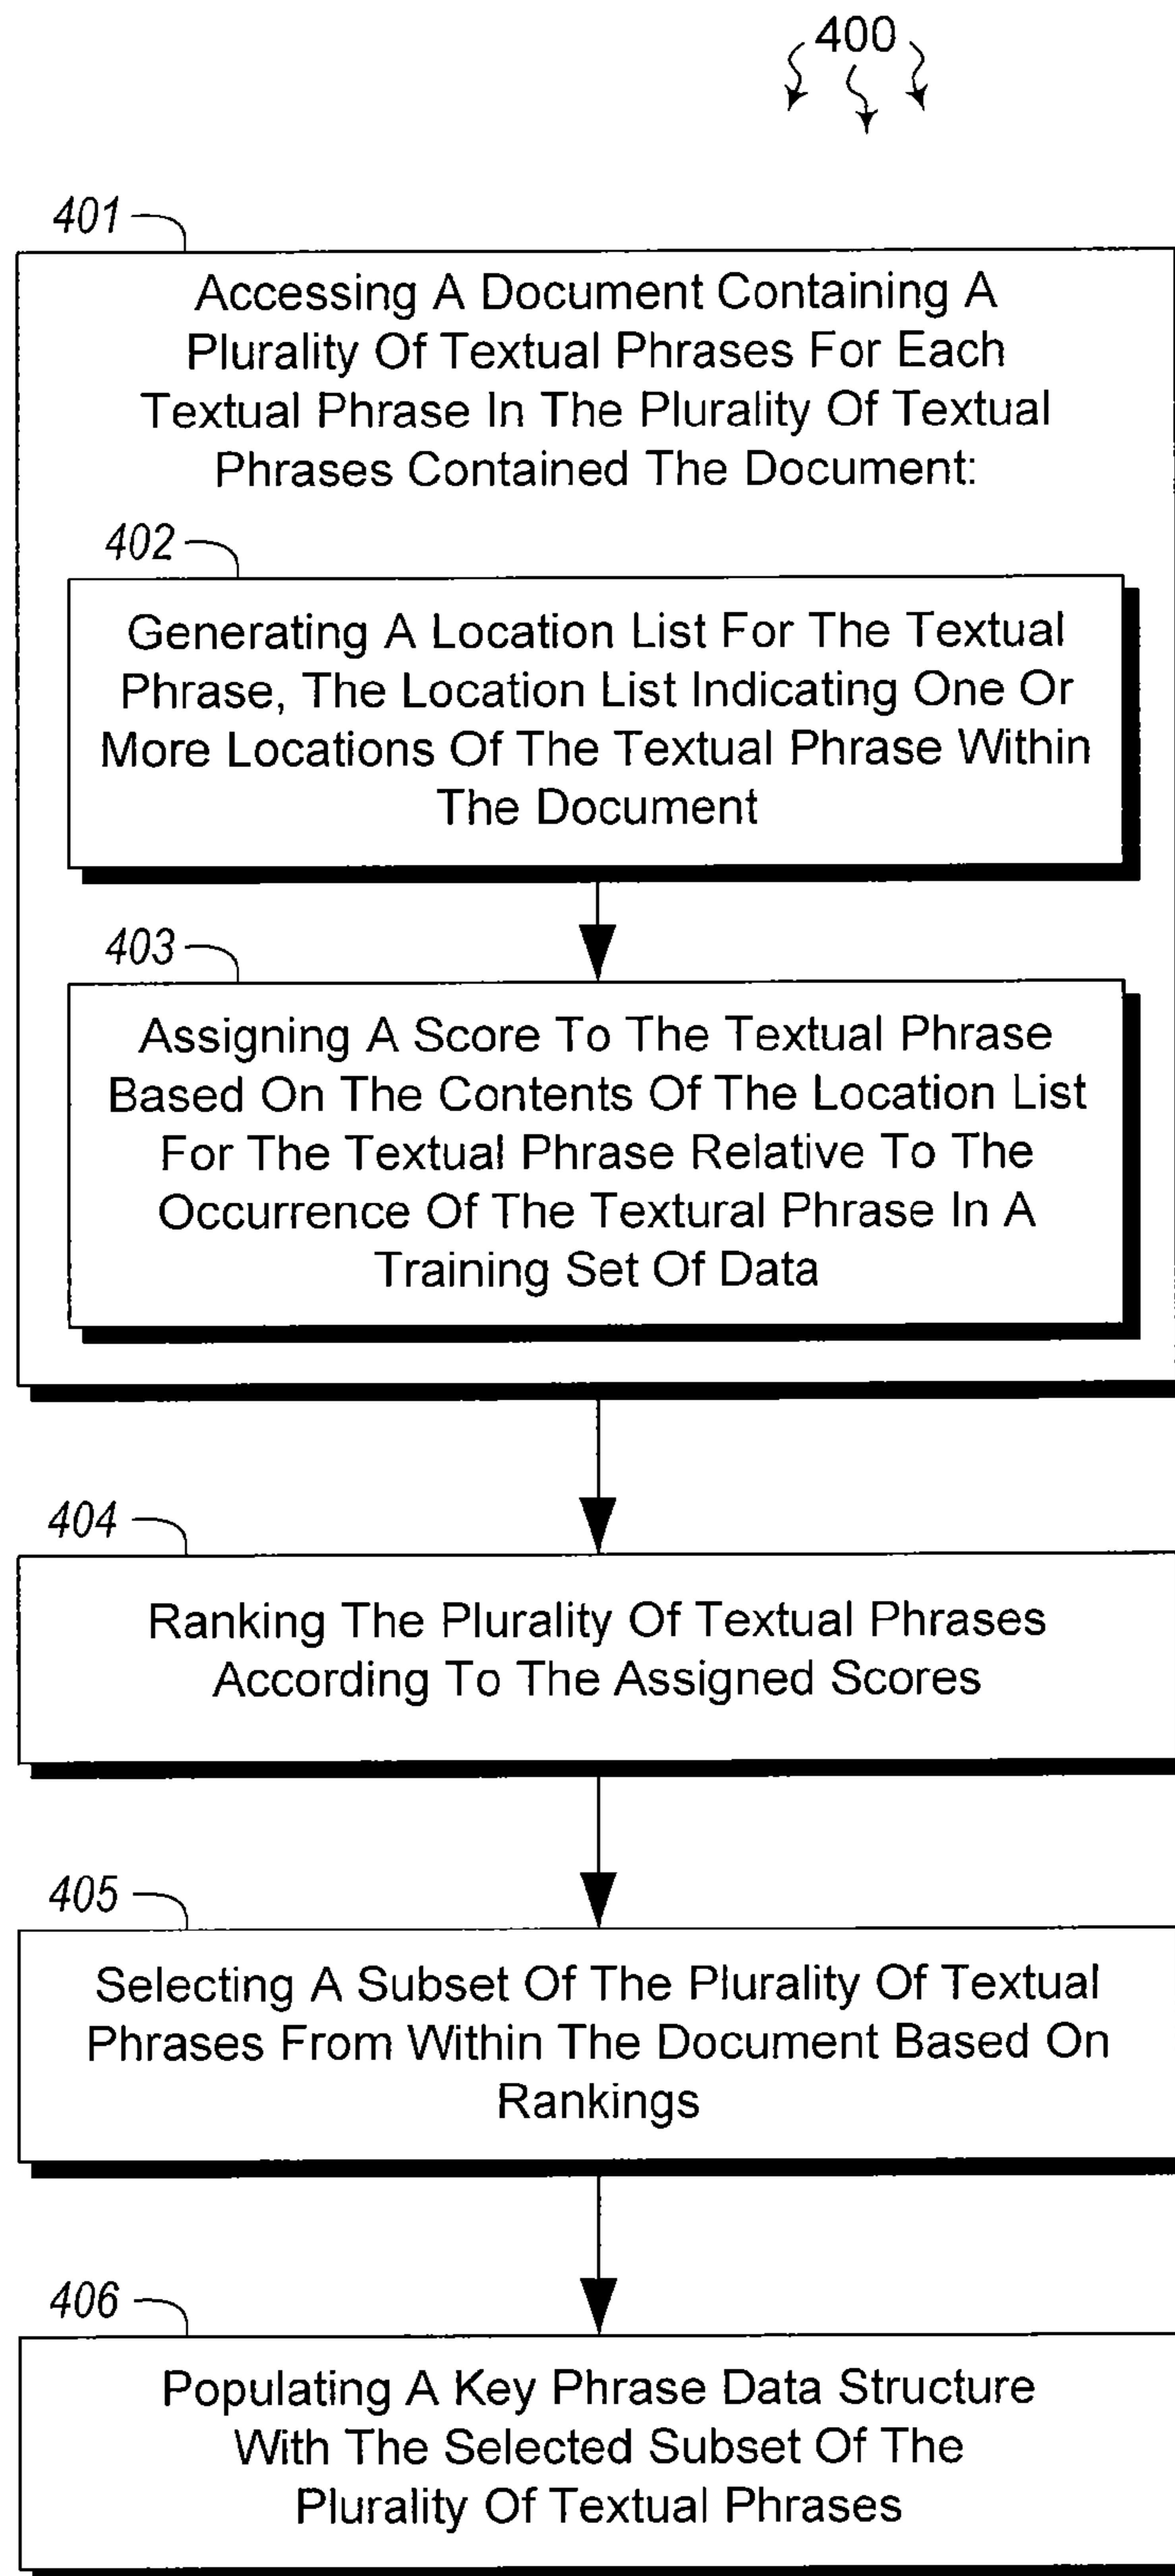 400
401
Accessing A Document Containing A
Plurality Of Textual Phrases For Each
Textual Phrase In The Plurality Of Textual
Phrases Contained The Document:
402
Generating A Location List For The Textual
Phrase, The Location List Indicating One Or
More Locations Of The Textual Phrase Within
The Document
403
Assigning A Score To The Textual Phrase
Based On The Contents Of The Location List
For The Textual Phrase Relative To The
Occurrence Of The Textural Phrase In A
Training Set Of Data
404
Ranking The Plurality Of Textual Phrases
According To The Assigned Scores
405
Selecting A Subset Of The Plurality Of Textual
Phrases From Within The Document Based On
Rankings
406
Populating A Key Phrase Data Structure
With The Selected Subset Of The
Plurality Of Textual Phrases